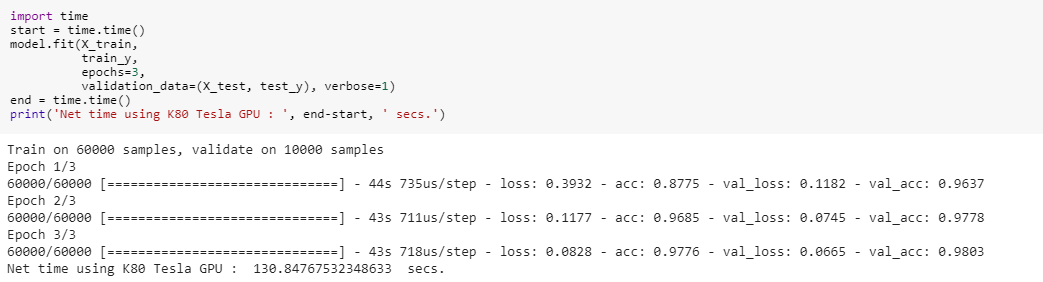 import time
start = time.time()
model.fit(X_train,
          train_y,
          epochs=3,
          validation_data=(X_test, test_y), verbose=1)
end = time.time()
print('Net time using K80 Tesla GPU : ', end-start, ' secs.')
Train on 60000 samples, validate on 10000 samples
Epoch 1/3
60000/60000 [==============================] - 44s 735us/step - loss: 0.3932 - acc: 0.8775 - val_loss: 0.1182 - val_acc: 0.9637
Epoch 2/3
60000/60000 [==============================] - 43s 711us/step - loss: 0.1177 - acc: 0.9685 - val_loss: 0.0745 - val_acc: 0.9778
Epoch 3/3
60000/60000 [==============================] - 43s 718us/step - loss: 0.0828 - acc: 0.9776 - val_loss: 0.0665 - val_acc: 0.9803
Net time using K80 Tesla GPU :  130.84767532348633  secs.